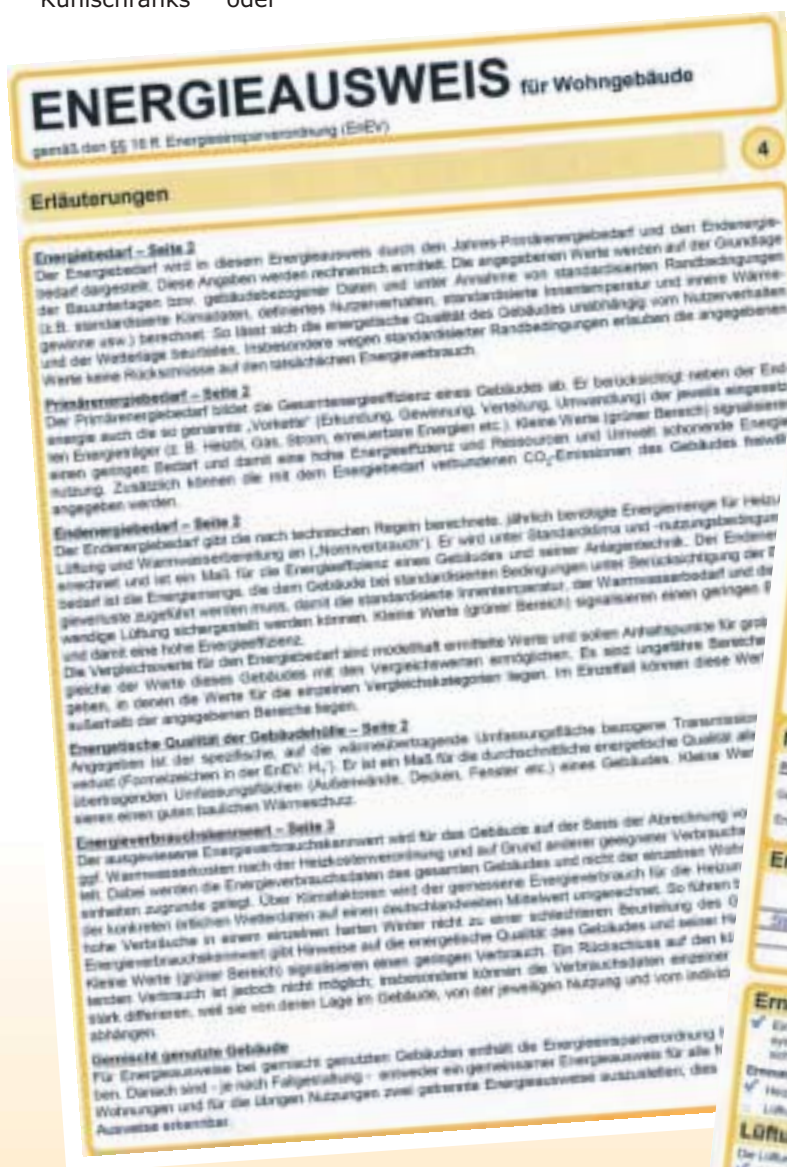 Kühlschranks oder
ENERGIEAUSWEIS für Wohngebäude
gemäß den §§ 16 ff. Energieeinsparverordnung (EnEV)
Erläuterungen
4
Energiebedarf – Seite 2
Der Energiebedarf wird in diesem Energieausweis durch den Jahres-Primärenergiebedarf und den Endenergie-
bedarf dargestellt. Diese Angaben werden rechnerisch ermittelt. Die angegebenen Werte werden auf der Grundlage
der Bauunterlagen bzw. gebäudebezogener Daten und unter Annahme von standardisierten Randbedingungen
(z.B. standardisierte Klimadaten, definiertes Nutzerverhalten, standardisierte Innentemperatur und innere Wärme-
gewinne usw.) berechnet. So lässt sich die energetische Qualität des Gebäudes unabhängig vom Nutzerverhalten
und der Wetterlage beurteilen. Insbesondere wegen standardisierter Randbedingungen erlauben die angegebenen
Werte keine Rückschlüsse auf den tatsächlichen Energieverbrauch.
Primärenergiebedarf – Seite 2
Der Primärenergiebedarf bildet die Gesamtenergieeffizienz eines Gebäudes ab. Er berücksichtigt neben der End
energie auch die so genannte „Vorkette“ (Erkundung, Gewinnung, Verteilung, Umwandlung) der jeweils eingesetz
ten Energieträger (z. B. Heizöl, Gas, Strom, erneuerbare Energien etc.). Kleine Werte (grüner Bereich) signalisiere
einen geringen Bedarf und damit eine hohe Energieeffizienz und Ressourcen und Umwelt schonende Energie
nutzung. Zusätzlich können die mit dem Energiebedarf verbundenen CO₂-Emissionen des Gebäudes freiwill
angegeben werden.
Endenergiebedarf – Seite 2
Der Endenergiebedarf gibt die nach technischen Regeln berechnete, jährlich benötigte Energiemenge für Heizu
Lüftung und Warmwasserbereitung an („Normverbrauch“). Er wird unter Standardklima und -nutzungsbedingun
errechnet und ist ein Maß für die Energieeffizienz eines Gebäudes und seiner Anlagentechnik. Der Endener
bedarf ist die Energiemenge, die dem Gebäude bei standardisierten Bedingungen unter Berücksichtigung der E
gieverluste zugeführt werden muss, damit die standardisierte Innentemperatur, der Warmwasserbedarf und die
wendige Lüftung sichergestellt werden können. Kleine Werte (grüner Bereich) signalisieren einen geringen B
und damit eine hohe Energieeffizienz.
Die Vergleichswerte für den Energiebedarf sind modellhaft ermittelte Werte und sollen Anhaltspunkte für grob
gleiche der Werte dieses Gebäudes mit den Vergleichswerten ermöglichen. Es sind ungefähre Bereiche
geben, in denen die Werte für die einzelnen Vergleichskategorien liegen. Im Einzelfall können diese Wer
außerhalb der angegebenen Bereiche liegen.
Energetische Qualität der Gebäudehülle – Seite 2
Angegeben ist der spezifische, auf die wärmeübertragende Umfassungsfläche bezogene Transmission
verlust (Formelzeichen in der EnEV: H). Er ist ein Maß für die durchschnittliche energetische Qualität alle
übertragenden Umfassungsflächen (Außenwände, Decken, Fenster etc.) eines Gebäudes. Kleine Wer
sieren einen guten baulichen Wärmeschutz.
Energieverbrauchskennwert – Seite 3
Der ausgewiesene Energieverbrauchskennwert wird für das Gebäude auf der Basis der Abrechnung vo
ggf. Warmwasserkosten nach der Heizkostenverordnung und auf Grund anderer geeigneter Verbrauchs
telt. Dabei werden die Energieverbrauchsdaten des gesamten Gebäudes und nicht der einzelnen Wohn
einheiten zugrunde gelegt. Über Klimafaktoren wird der gemessene Energieverbrauch für die Heizun
der konkreten örtlichen Wetterdaten auf einen deutschlandweiten Mittelwert umgerechnet. So führen
hohe Verbräuche in einem einzelnen harten Winter nicht zu einer schlechteren Beurteilung des G
Energieverbrauchskennwert gibt Hinweise auf die energetische Qualität des Gebäudes und seiner He
Kleine Werte (grüner Bereich) signalisieren einen geringen Verbrauch. Ein Rückschluss auf den kü
tenden Verbrauch ist jedoch nicht möglich; insbesondere können die Verbrauchsdaten einzelner
stark differieren, weil sie von deren Lage im Gebäude, von der jeweiligen Nutzung und vom individ
abhängen.
Gemischt genutzte Gebäude
Für Energieausweise bei gemischt genutzten Gebäuden enthält die Energieeinsparverordnung
ben. Danach sind - je nach Fallgestaltung - entweder ein gemeinsamer Energieausweis für alle N
Wohnungen und für die übrigen Nutzungen zwei getrennte Energieausweise auszustellen; dies
Ausweise erkennbar.
Ern
Lüftu